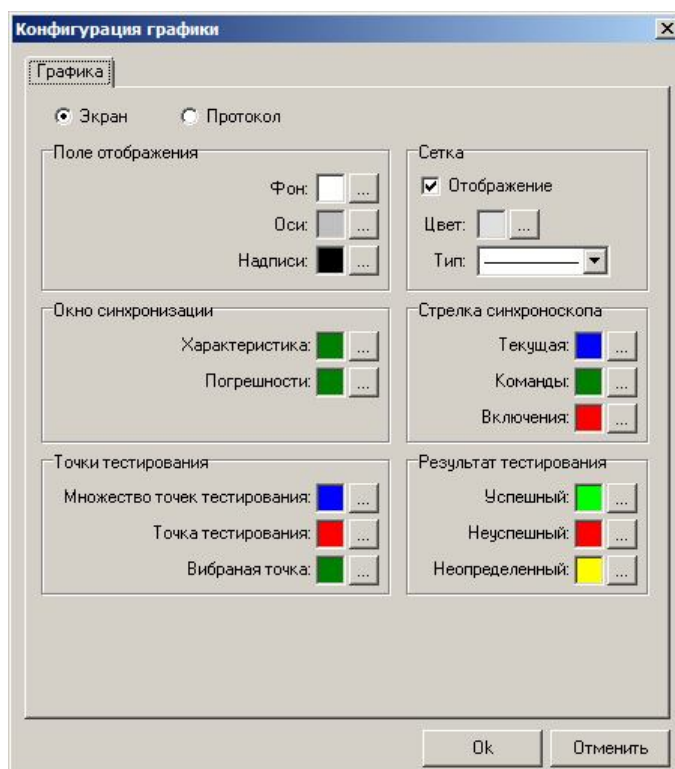 Конфигурация графики
Графика
Экран Протокол
Поле отображения
Фон: ...
Оси: ...
Надписи: ...
Сетка
Отображение
Цвет: ...
Тип:
Окно синхронизации
Характеристика: ...
Погрешности: ...
Стрелка синхроноскопа
Текущая: ...
Команды: ...
Включения: ...
Точки тестирования
Множество точек тестирования: ...
Точка тестирования: ...
Вибраная точка: ...
Результат тестирования
Успешный: ...
Неуспешный: ...
Неопределенный: ...
Ok Отменить